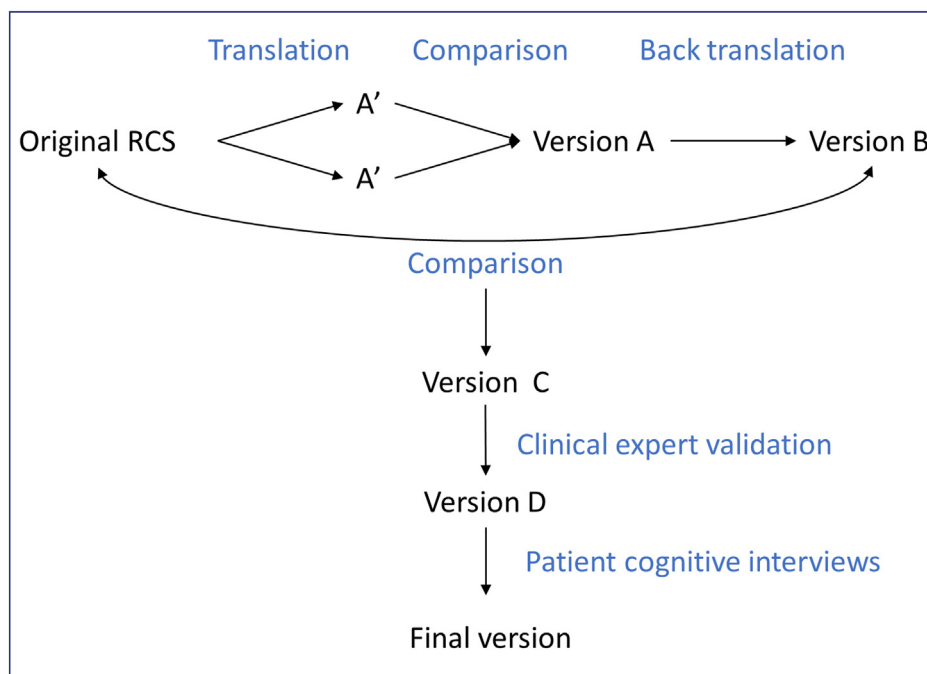 Translation Comparison Back translation
A’
Original RCS Version A Version B
A’
Comparison
Version C
Clinical expert validation
Version D
Patient cognitive interviews
Final version